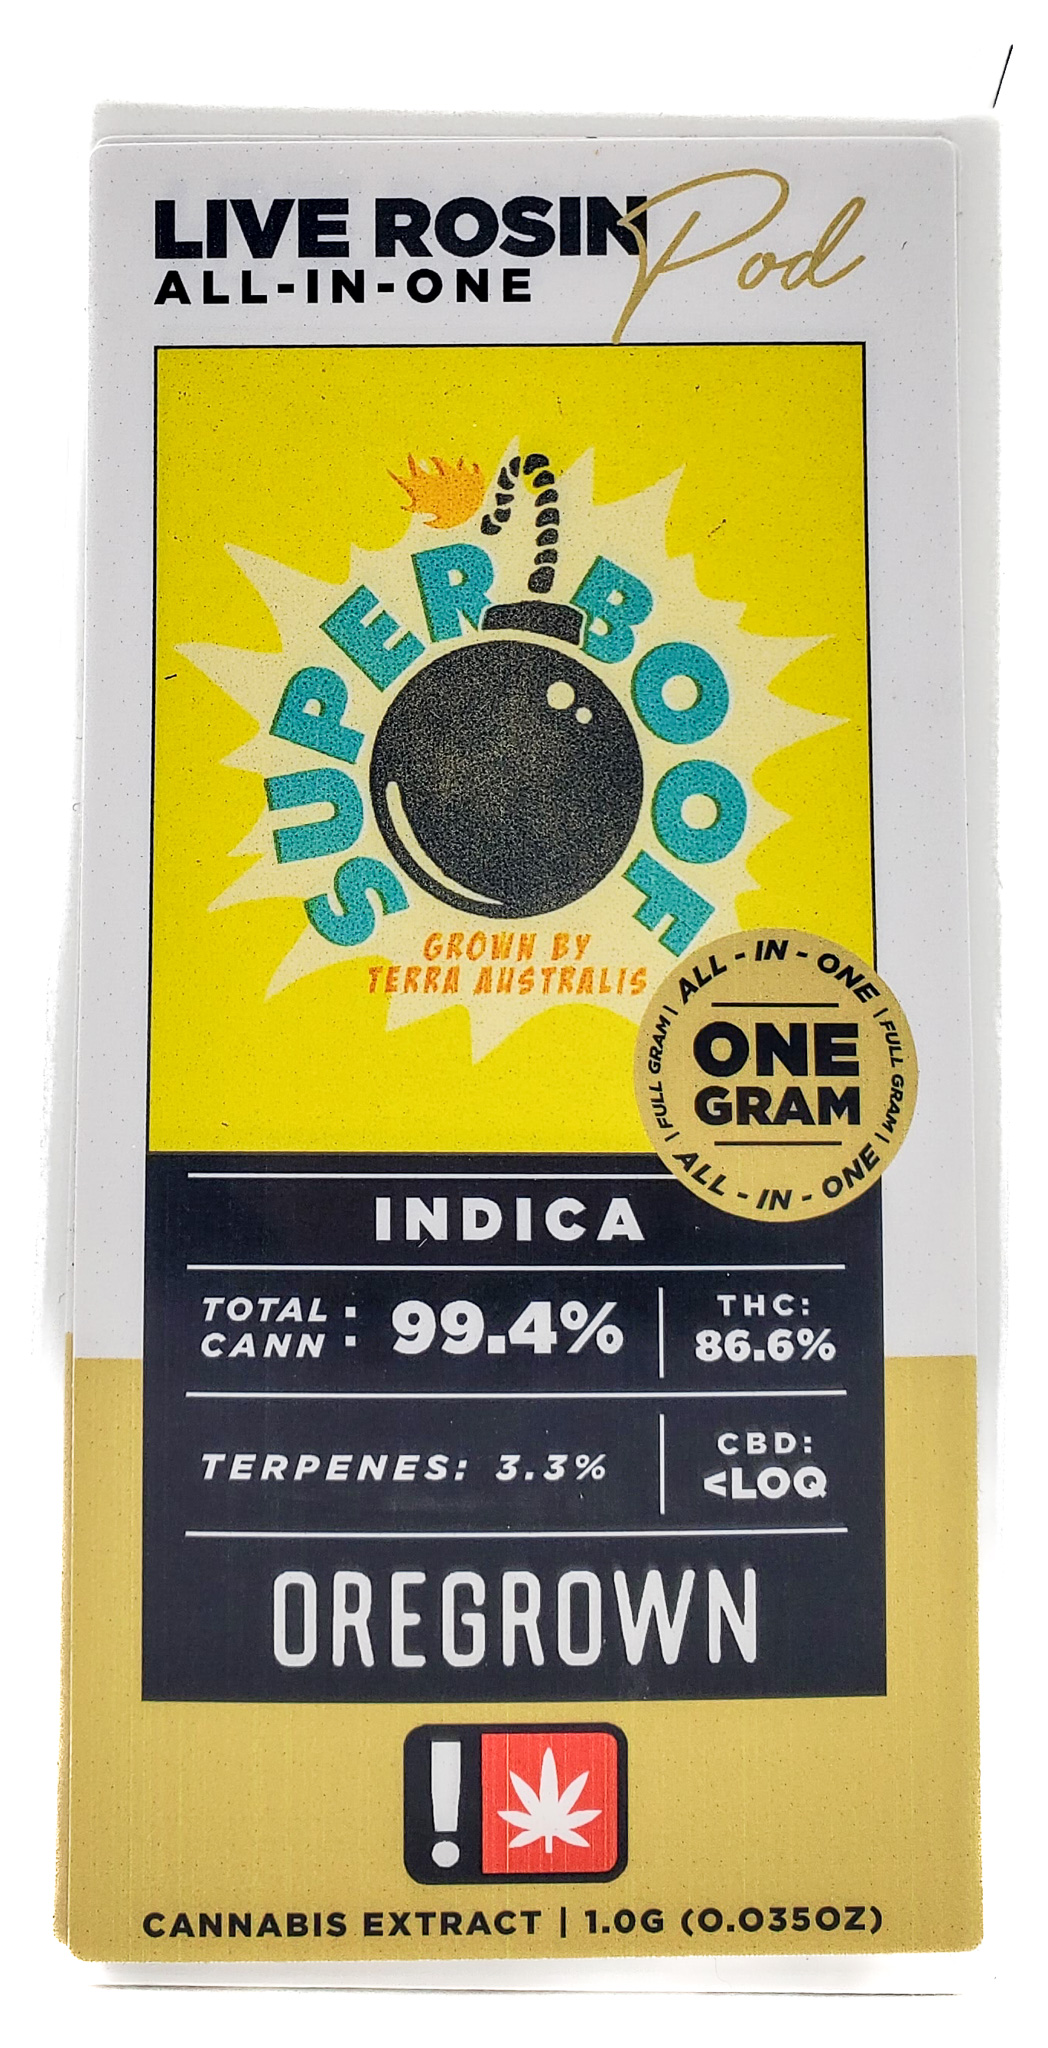 LIVE ROSIN Pod
ALL-IN-ONE
SUPER BOOF
GROWN BY
TERRA AUSTRALIS
ALL - IN - ONE
| FULL GRAM |
ONE
GRAM
| FULL GRAM |
ALL - IN - ONE
INDICA
TOTAL CANN : 99.4%
THC:
86.6%
TERPENES: 3.3%
CBD:
<LOQ
OREGROWN
!
CANNABIS EXTRACT | 1.0G (0.035OZ)